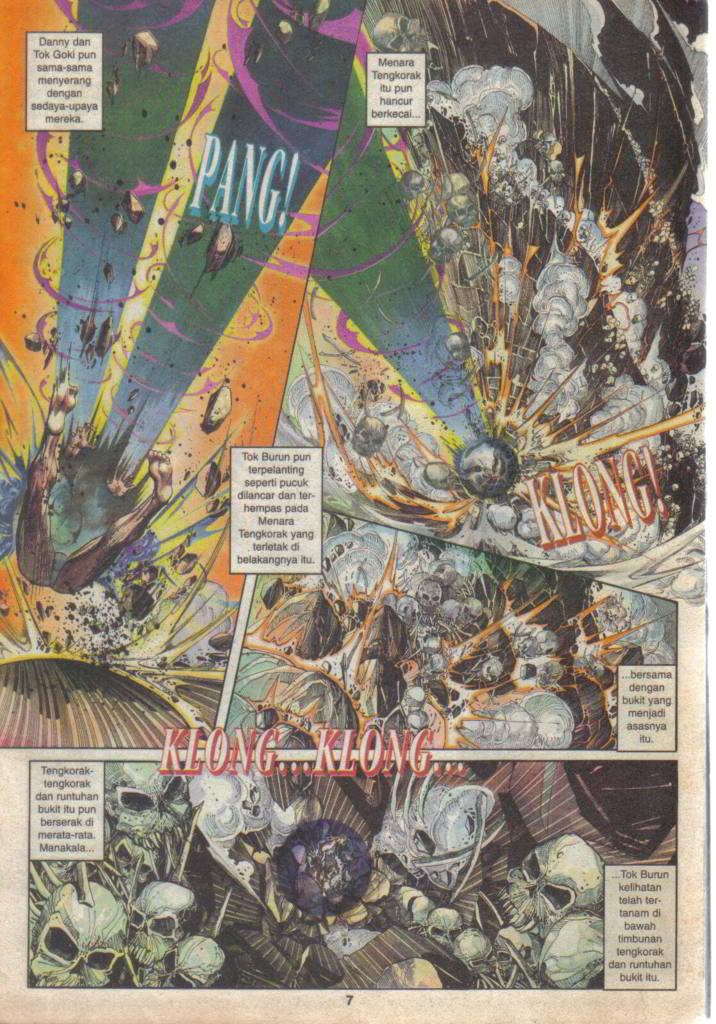 Danny dan
Tok Goki pun
sama-sama
menyerang
dengan
sedaya-upaya
mereka.
PANG!
Tok Burun pun
terpelanting
seperti pucuk
dilancar dan ter-
hempas pada
Menara
Tengkorak yang
terletak di
belakangnya itu.
Menara
Tengkorak
itu pun
hancur
berkecai...
KLONG!
...bersama
dengan
bukit yang
menjadi
asasnya
itu.
KLONG...KLONG...
Tengkorak-
tengkorak
dan runtuhan
bukit itu pun
berserak di
merata-rata.
Manakala...
...Tok Burun
kelihatan
telah ter-
tanam di
bawah
timbunan
tengkorak
dan runtuhan
bukit itu.
7